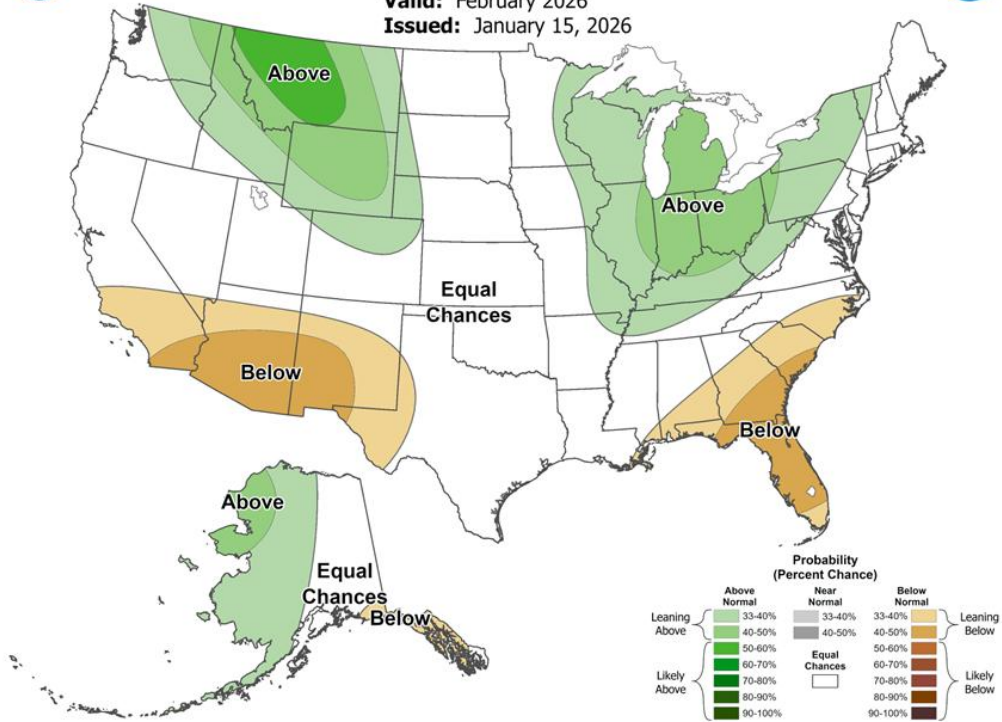 Valid: February 2026
Issued: January 15, 2026
Above
Above
Equal
Chances
Below
Below
Above
Equal
Chances
Below
Probability
(Percent Chance)
Above
Normal
Near
Normal
Below
Normal
Leaning
Above
33-40%
40-50%
33-40%
40-50%
33-40%
40-50%
Leaning
Below
Likely
Above
50-60%
60-70%
70-80%
80-90%
90-100%
Equal
Chances
50-60%
60-70%
70-80%
80-90%
90-100%
Likely
Below